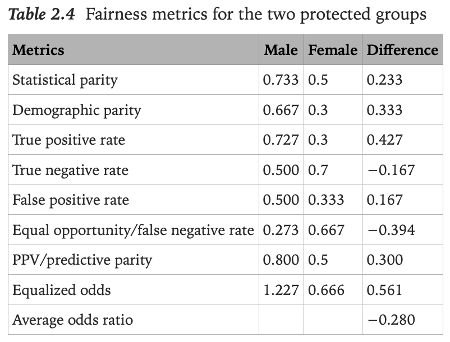 Table 2.4 Fairness metrics for the two protected groups
Metrics Male Female Difference
Statistical parity 0.733 0.5 0.233
Demographic parity 0.667 0.3 0.333
True positive rate 0.727 0.3 0.427
True negative rate 0.500 0.7 −0.167
False positive rate 0.500 0.333 0.167
Equal opportunity/false negative rate 0.273 0.667 −0.394
PPV/predictive parity 0.800 0.5 0.300
Equalized odds 1.227 0.666 0.561
Average odds ratio −0.280